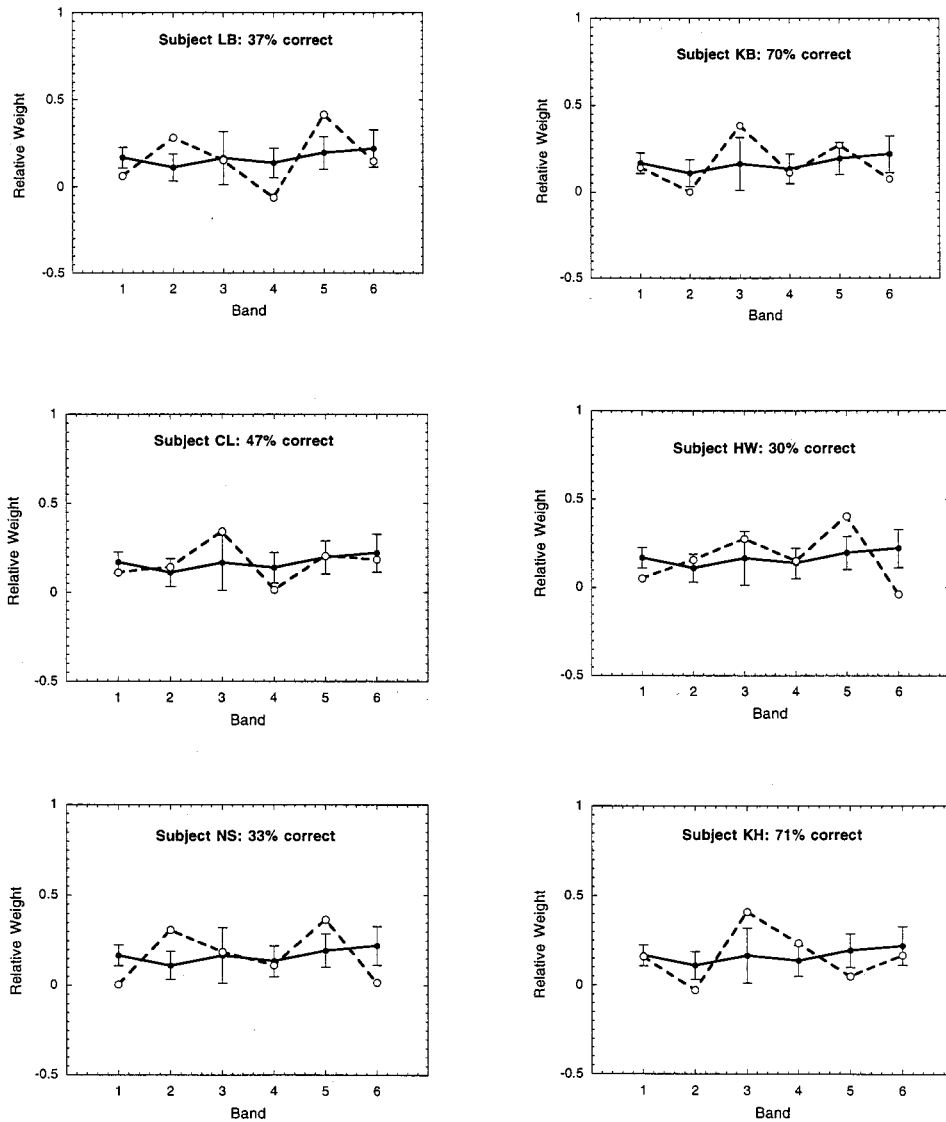 Subject LB: 37% correct
Relative Weight
1
0.5
0
-0.5
1 2 3 4 5 6
Band
Subject KB: 70% correct
Relative Weight
1
0.5
0
-0.5
1 2 3 4 5 6
Band
Subject CL: 47% correct
Relative Weight
1
0.5
0
-0.5
1 2 3 4 5 6
Band
Subject HW: 30% correct
Relative Weight
1
0.5
0
-0.5
1 2 3 4 5 6
Band
Subject NS: 33% correct
Relative Weight
1
0.5
0
-0.5
1 2 3 4 5 6
Band
Subject KH: 71% correct
Relative Weight
1
0.5
0
-0.5
1 2 3 4 5 6
Band